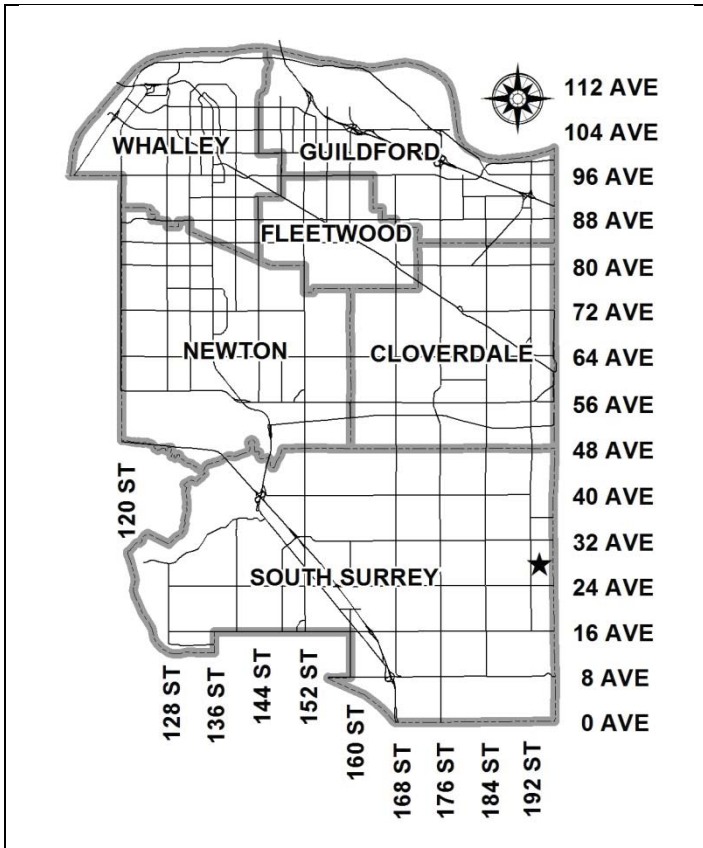 112 AVE
104 AVE
WHALLEY
GUILDFORD
96 AVE
88 AVE
FLEETWOOD
80 AVE
72 AVE
NEWTON
CLOVERDALE
64 AVE
56 AVE
48 AVE
120 ST
40 AVE
32 AVE
SOUTH SURREY
24 AVE
16 AVE
128 ST
136 ST
144 ST
152 ST
160 ST
168 ST
176 ST
184 ST
192 ST
8 AVE
0 AVE